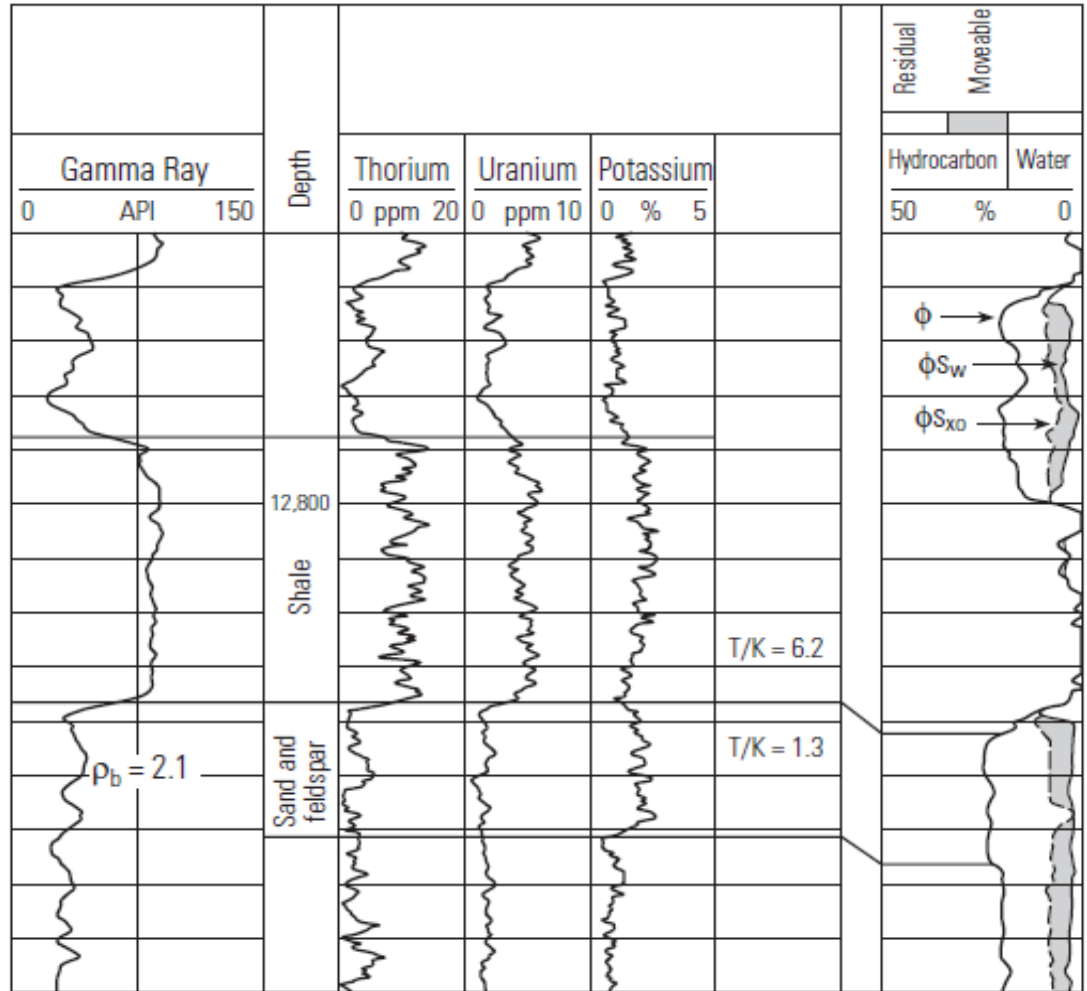 Residual
Moveable
Gamma Ray
0 API 150
Depth
Thorium
0 ppm 20
Uranium
0 ppm 10
Potassium
0 % 5
Hydrocarbon
Water
50 % 0
ϕ
ϕSw
ϕSxo
12,800
Shale
T/K = 6.2
T/K = 1.3
ρb = 2.1
Sand and
feldspar